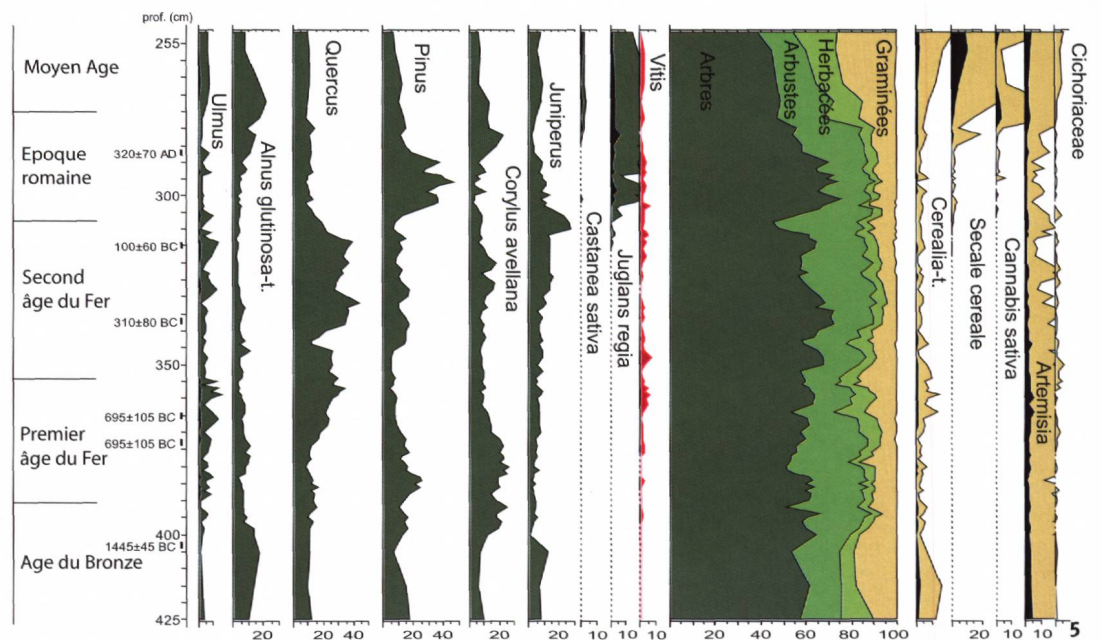 prof. (cm)
255
300
350
400
425
Moyen Age
Epoque
romaine
Second
âge du Fer
Premier
âge du Fer
Age du Bronze
320±70 AD
100±60 BC
310±80 BC
695±105 BC
695±105 BC
1445±45 BC
Ulmus
Alnus glutinosa-t.
Quercus
Pinus
Corylus avellana
Juniperus
Castanea sativa
Juglans regia
Vitis
Arbres
Arbustes
Herbacées
Graminées
Cerealia-t.
Secale cereale
Cannabis sativa
Artemisia
Cichoriaceae
20
20 40
20 40
20
20
10
10
10
20 40 60 80 100
10
20
10
10
10
5